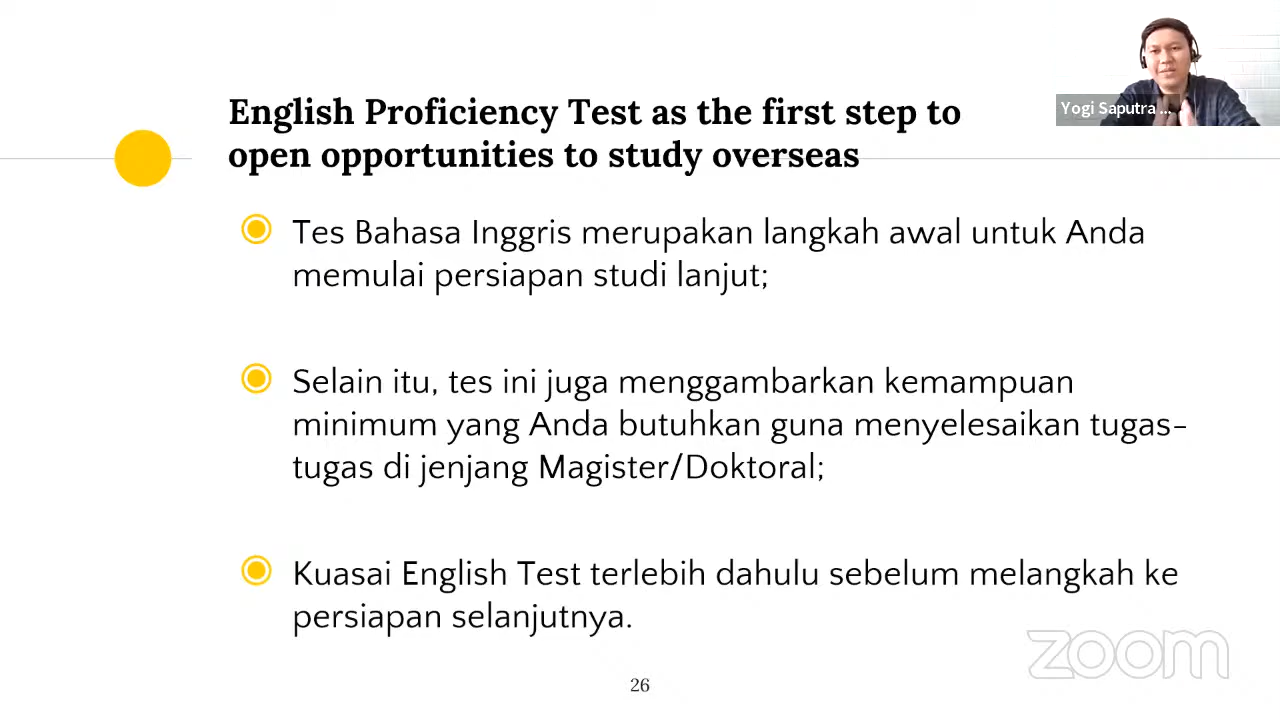 English Proficiency Test as the first step to
open opportunities to study overseas
Yogi Saputra ...
Tes Bahasa Inggris merupakan langkah awal untuk Anda
memulai persiapan studi lanjut;
Selain itu, tes ini juga menggambarkan kemampuan
minimum yang Anda butuhkan guna menyelesaikan tugas-
tugas di jenjang Magister/Doktoral;
Kuasai English Test terlebih dahulu sebelum melangkah ke
persiapan selanjutnya.
zoom
26